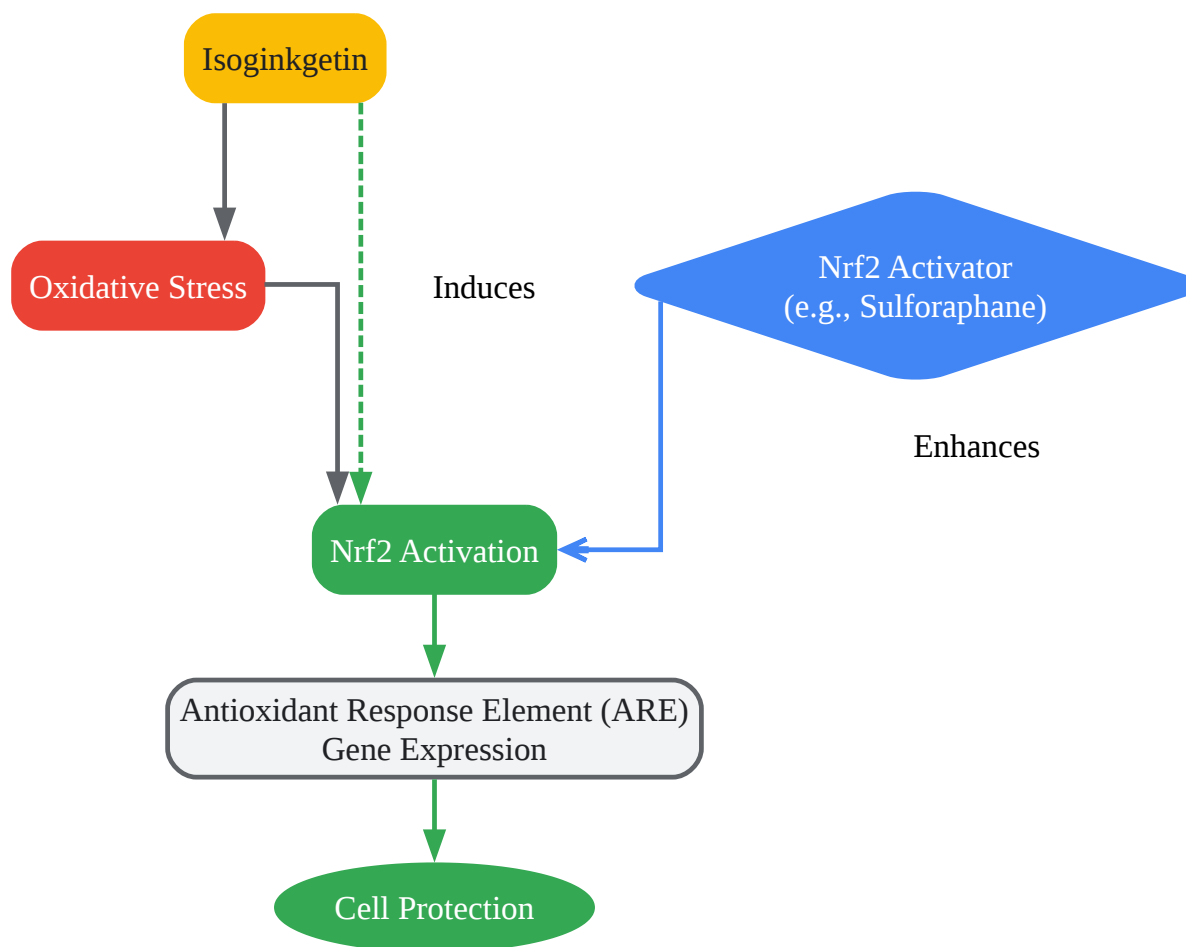 Isoginkgetin
Oxidative Stress
Induces
Nrf2 Activator
(e.g., Sulforaphane)
Enhances
Nrf2 Activation
Antioxidant Response Element (ARE)
Gene Expression
Cell Protection